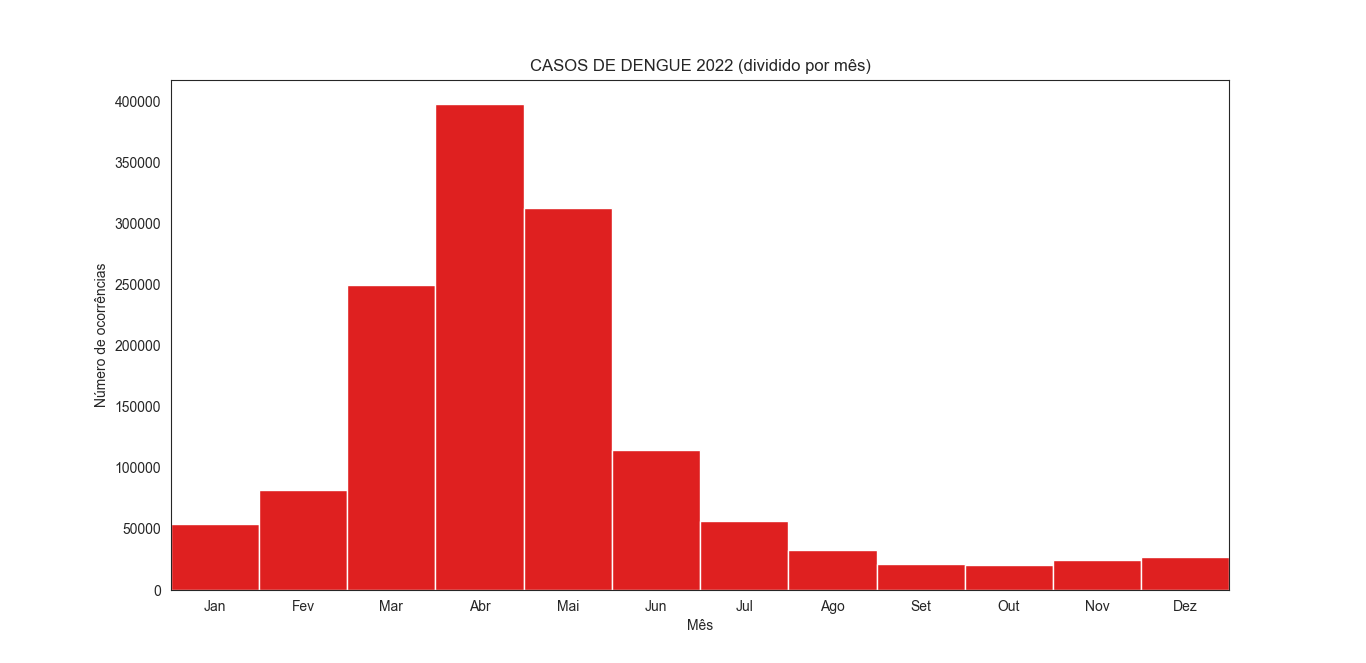 CASOS DE DENGUE 2022 (dividido por mês)
Número de ocorrências
400000
350000
300000
250000
200000
150000
100000
50000
0
Jan Fev Mar Abr Mai Jun Jul Ago Set Out Nov Dez
Mês